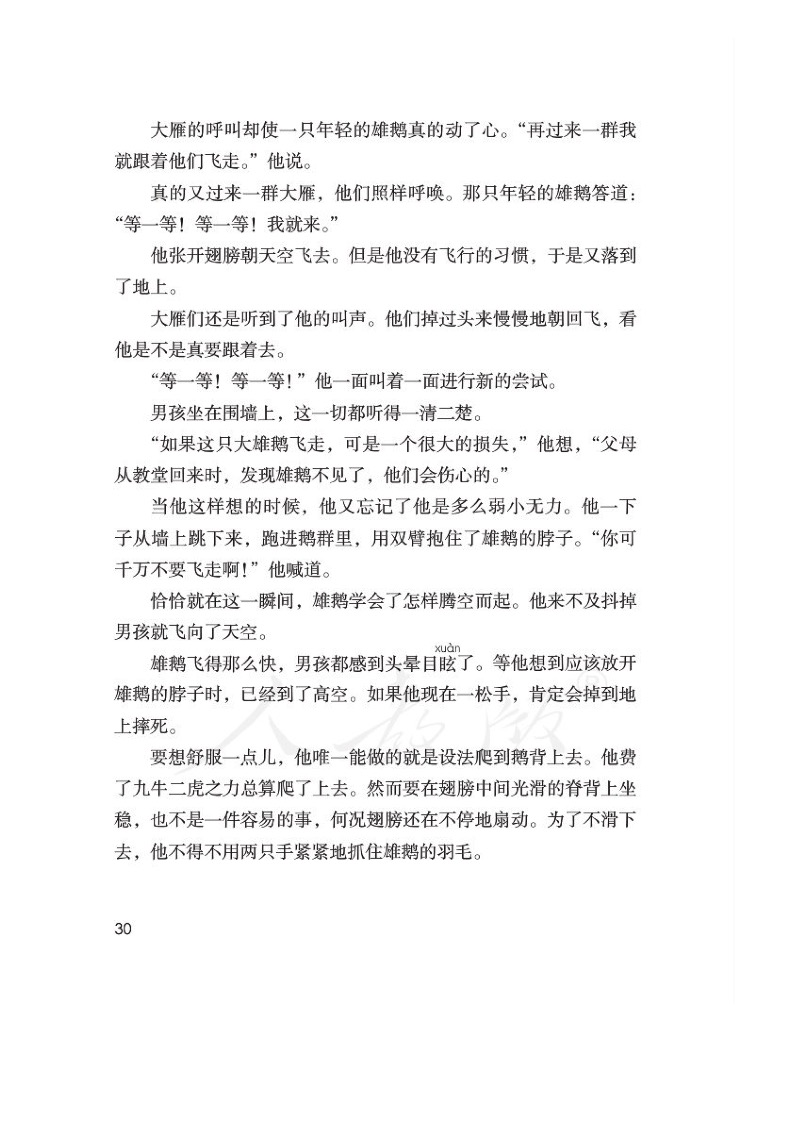 大雁的呼叫却使一只年轻的雄鹅真的动了心。“再过来一群我
就跟着他们飞走。”他说。
真的又过来一群大雁，他们照样呼唤。那只年轻的雄鹅答道：
“等一等！等一等！我就来。”
他张开翅膀朝天空飞去。但是他没有飞行的习惯，于是又落到
了地上。
大雁们还是听到了他的叫声。他们掉过头来慢慢地朝回飞，看
他是不是真要跟着去。
“等一等！等一等！”他一面叫着一面进行新的尝试。
男孩坐在围墙上，这一切都听得一清二楚。
“如果这只大雄鹅飞走，可是一个很大的损失，”他想，“父母
从教堂回来时，发现雄鹅不见了，他们会伤心的。”
当他这样想的时候，他又忘记了他是多么弱小无力。他一下
子从墙上跳下来，跑进鹅群里，用双臂抱住了雄鹅的脖子。“你可
千万不要飞走啊！”他喊道。
恰恰就在这一瞬间，雄鹅学会了怎样腾空而起。他来不及抖掉
男孩就飞向了天空。
xuàn
雄鹅飞得那么快，男孩都感到头晕目眩了。等他想到应该放开
雄鹅的脖子时，已经到了高空。如果他现在一松手，肯定会掉到地
上摔死。
要想舒服一点儿，他唯一能做的就是设法爬到鹅背上去。他费
了九牛二虎之力总算爬了上去。然而要在翅膀中间光滑的脊背上坐
稳，也不是一件容易的事，何况翅膀还在不停地扇动。为了不滑下
去，他不得不用两只手紧紧地抓住雄鹅的羽毛。
人教版®
30